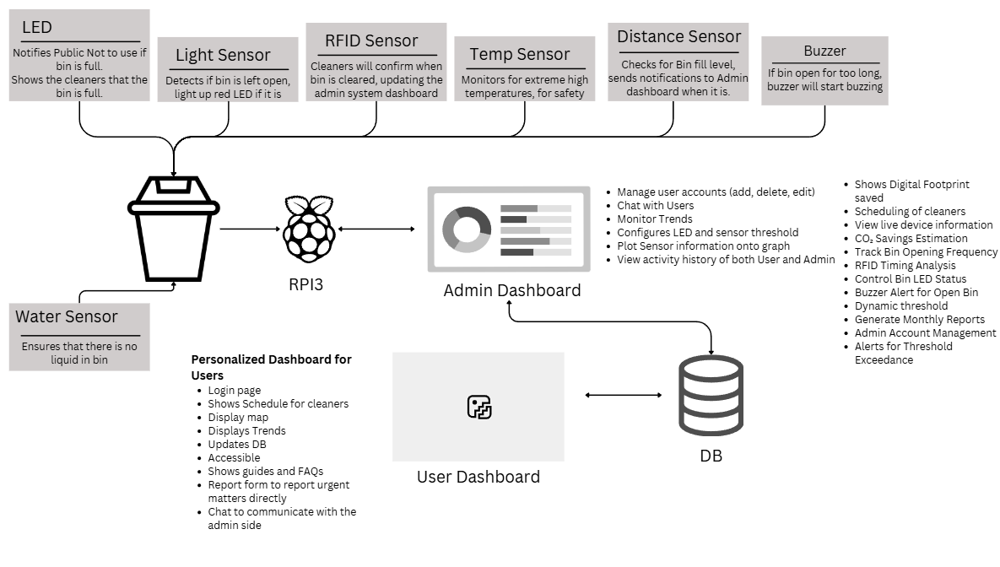 LED
Notifies Public Not to use if
bin is full.
Shows the cleaners that the
bin is full.
Light Sensor
Detects if bin is left open,
light up red LED if it is
RFID Sensor
Cleaners will confirm when
bin is cleared, updating the
admin system dashboard
Temp Sensor
Monitors for extreme high
temperatures, for safety
Distance Sensor
Checks for Bin fill level,
sends notifications to Admin
dashboard when it is.
Buzzer
If bin open for too long,
buzzer will start buzzing
RPI3
Admin Dashboard
• Manage user accounts (add, delete, edit)
• Chat with Users
• Monitor Trends
• Configures LED and sensor threshold
• Plot Sensor information onto graph
• View activity history of both User and Admin
• Shows Digital Footprint
saved
• Scheduling of cleaners
• View live device information
• CO₂ Savings Estimation
• Track Bin Opening Frequency
• RFID Timing Analysis
• Control Bin LED Status
• Buzzer Alert for Open Bin
• Dynamic threshold
• Generate Monthly Reports
• Admin Account Management
• Alerts for Threshold
Exceedance
Water Sensor
Ensures that there is no
liquid in bin
Personalized Dashboard for
Users
• Login page
• Shows Schedule for cleaners
• Display map
• Displays Trends
• Updates DB
• Accessible
• Shows guides and FAQs
• Report form to report urgent
matters directly
• Chat to communicate with the
admin side
User Dashboard
DB